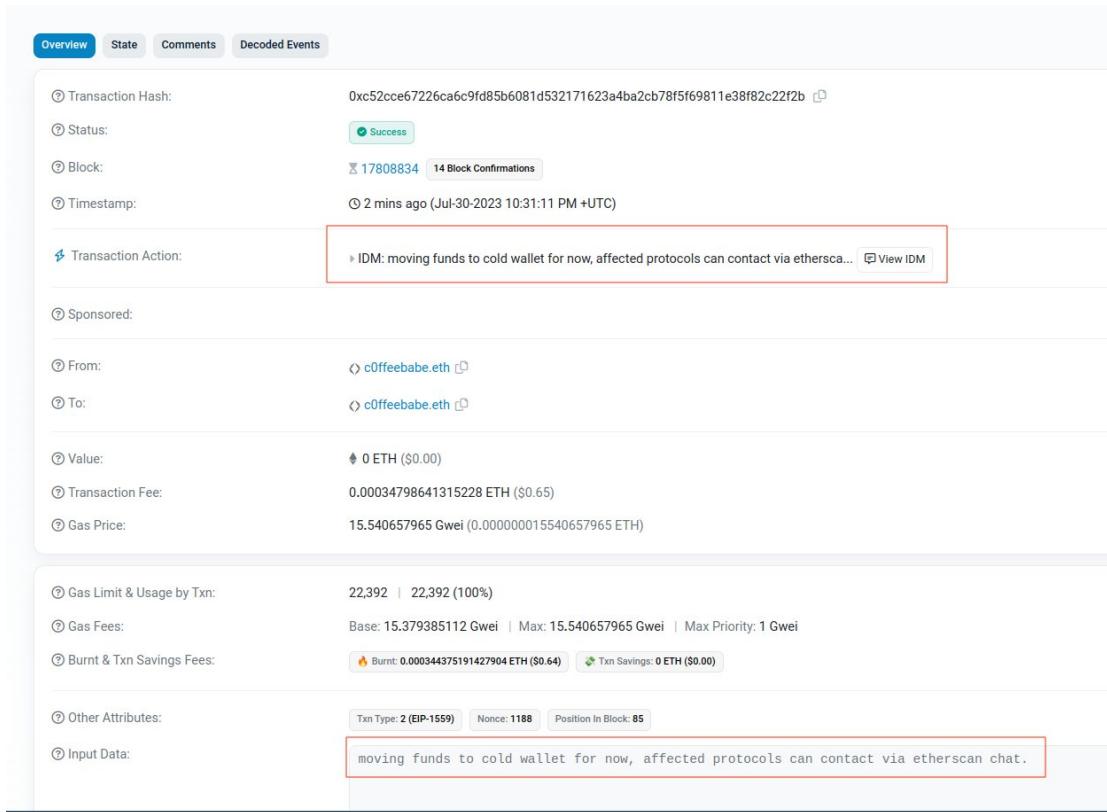 Overview State Comments Decoded Events
Transaction Hash: 0xc52cce67226ca6c9fd85b6081d532171623a4ba2cb78f5f69811e38f82c22f2b
Status: Success
Block: 17808834 14 Block Confirmations
Timestamp: 2 mins ago (Jul-30-2023 10:31:11 PM +UTC)
Transaction Action: IDM: moving funds to cold wallet for now, affected protocols can contact via ethersca... View IDM
Sponsored:
From: c0ffeebabe.eth
To: c0ffeebabe.eth
Value: 0 ETH ($0.00)
Transaction Fee: 0.00034798641315228 ETH ($0.65)
Gas Price: 15.540657965 Gwei (0.000000015540657965 ETH)
Gas Limit & Usage by Txn: 22,392 | 22,392 (100%)
Gas Fees: Base: 15.379385112 Gwei | Max: 15.540657965 Gwei | Max Priority: 1 Gwei
Burnt & Txn Savings Fees: 🔥 Burnt: 0.000344375191427904 ETH ($0.64) 💸 Txn Savings: 0 ETH ($0.00)
Other Attributes: Txn Type: 2 (EIP-1559) Nonce: 1188 Position In Block: 85
Input Data: moving funds to cold wallet for now, affected protocols can contact via etherscan chat.